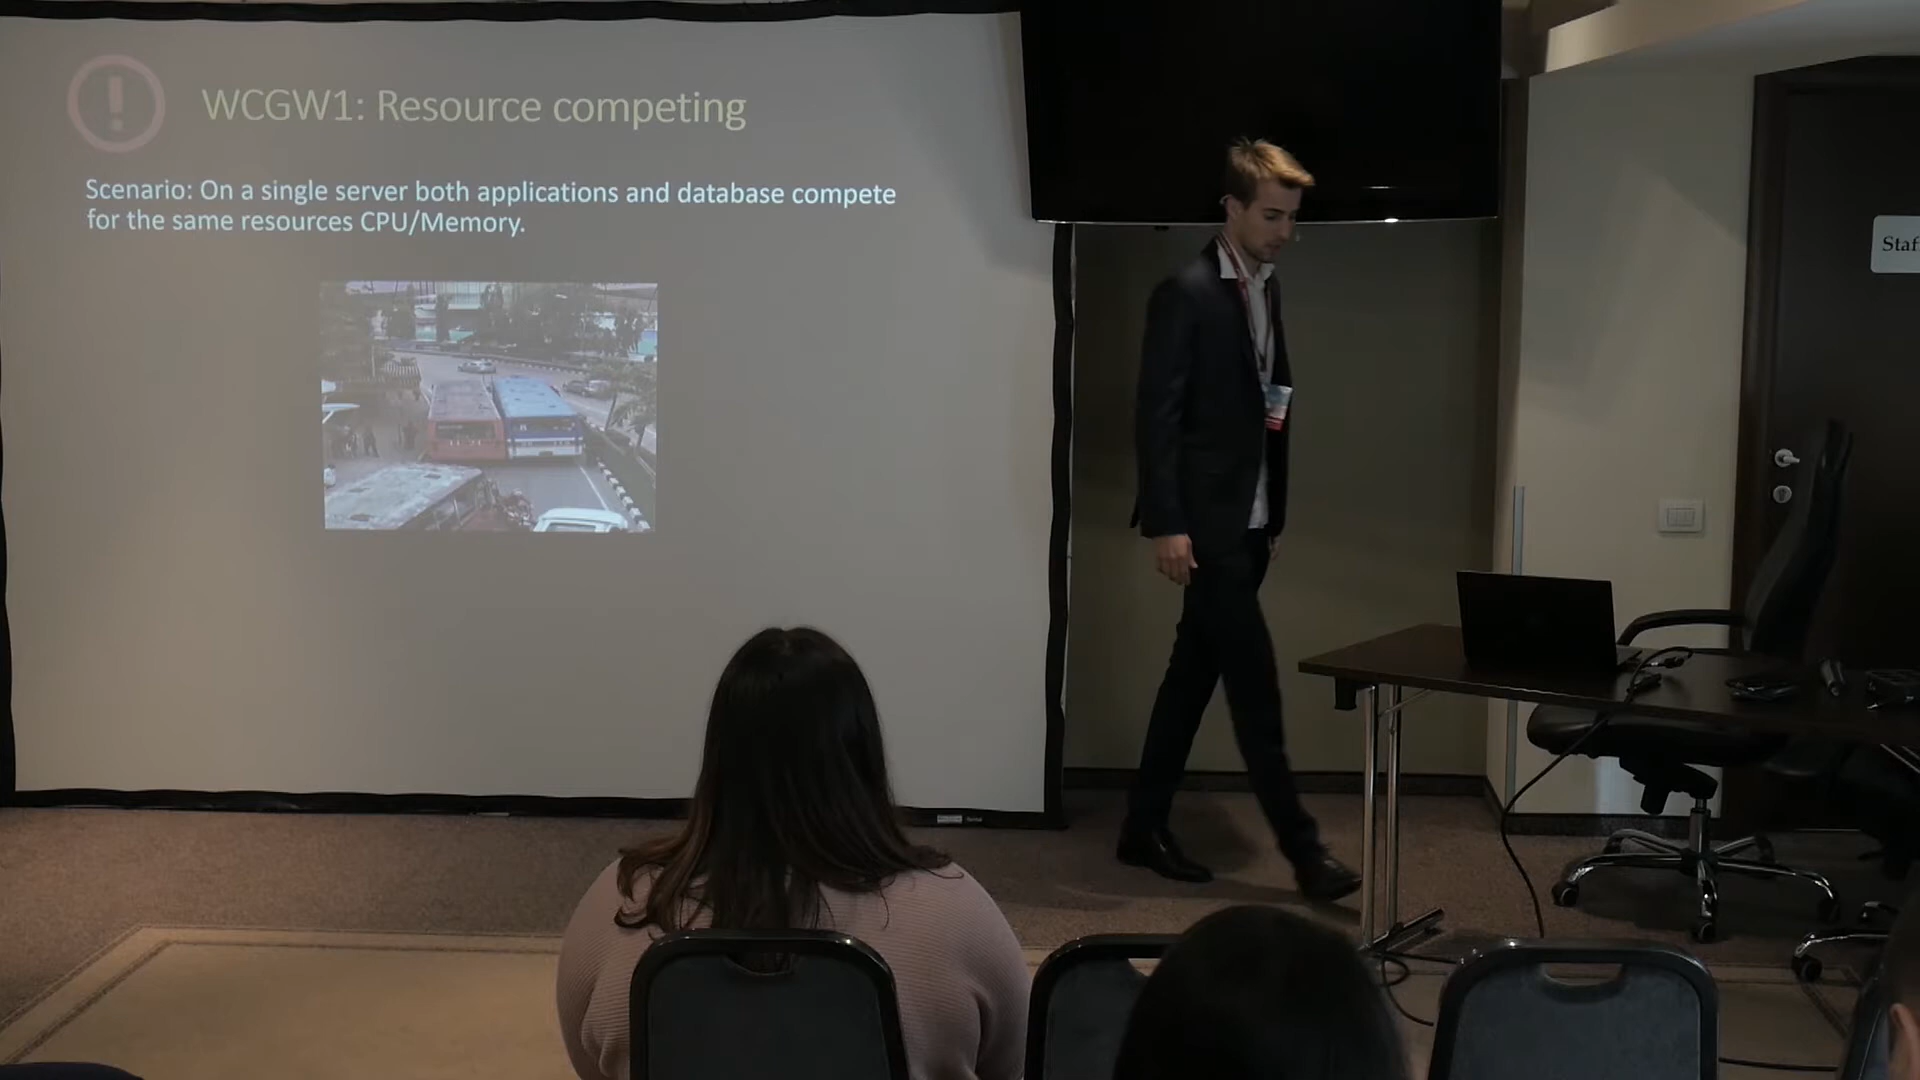 WCGW1: Resource competing
Scenario: On a single server both applications and database compete
for the same resources CPU/Memory.
Staf